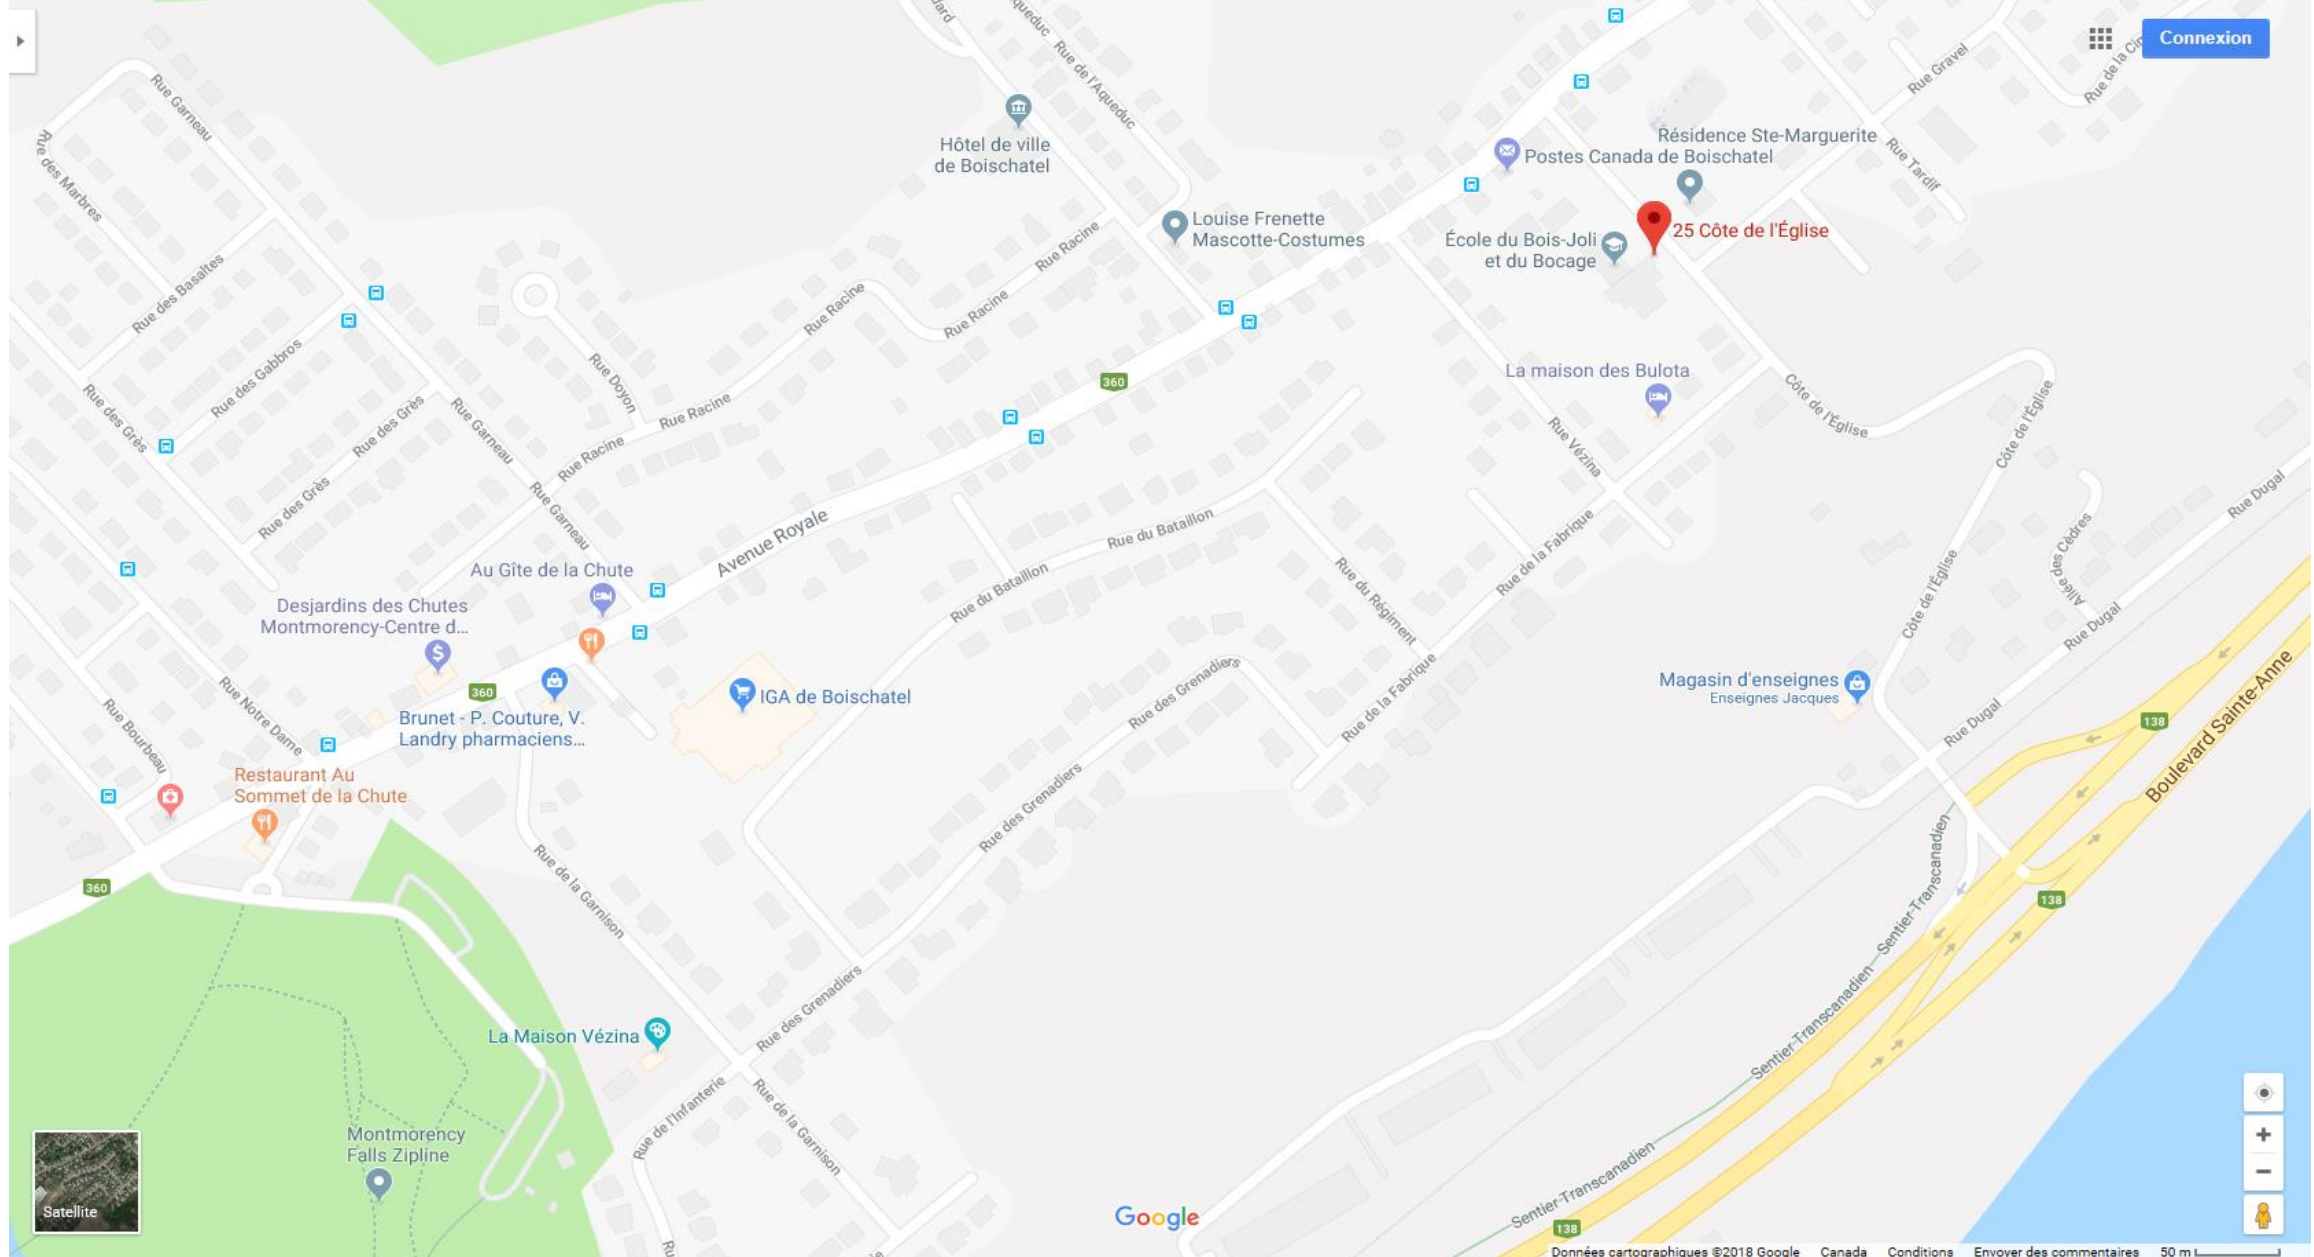 Connexion
Rue Gravel
Rue de l'Aqueduc
Rue Garneau
Hôtel de ville
de Boischatel
Résidence Ste-Marguerite
Postes Canada de Boischatel
Rue Tardif
Rue des Marbres
Louise Frenette
Mascotte-Costumes
25 Côte de l'Église
École du Bois-Joli
et du Bocage
Rue Racine
Rue des Basaltes
Rue Racine
Rue Racine
Rue des Gabbros
Rue Doyon
La maison des Bulota
360
Côte de l'Église
Côte de l'Église
Rue des Grès
Rue des Grès
Rue Garneau
Rue Racine
Rue Racine
Rue Vézina
Rue des Grès
Rue Garneau
Avenue Royale
Rue du Bataillon
Rue Dugal
Rue de la Fabrique
Allée des Cèdres
Au Gîte de la Chute
Rue du Bataillon
Rue du Régiment
Côte de l'Église
Desjardins des Chutes
Montmorency-Centre d...
Rue Dugal
360
IGA de Boischatel
Rue des Grenadiers
Rue de la Fabrique
Magasin d'enseignes
Enseignes Jacques
Rue Notre Dame
Rue Bourbeau
Brunet - P. Couture, V.
Landry pharmaciens...
Rue Dugal
138
Boulevard Sainte-Anne
Restaurant Au
Sommet de la Chute
Rue des Grenadiers
Sentier-Transcanadien
360
Rue de la Garnison
138
Rue des Grenadiers
Sentier-Transcanadien
La Maison Vézina
Rue de l'Infanterie
Rue de la Garnison
Montmorency
Falls Zipline
Sentier-Transcanadien
Satellite
Google
138
Données cartographiques ©2018 Google Canada Conditions Envoyer des commentaires 50 m